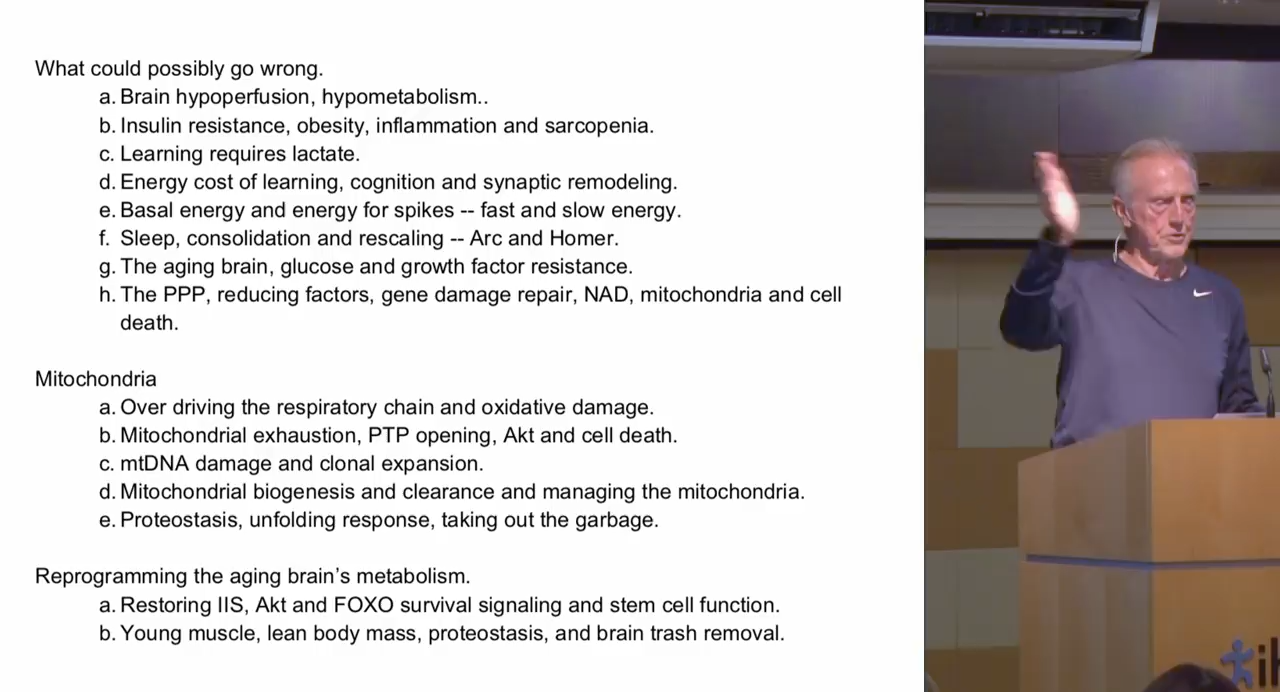 What could possibly go wrong.
a. Brain hypoperfusion, hypometabolism..
b. Insulin resistance, obesity, inflammation and sarcopenia.
c. Learning requires lactate.
d. Energy cost of learning, cognition and synaptic remodeling.
e. Basal energy and energy for spikes -- fast and slow energy.
f. Sleep, consolidation and rescaling -- Arc and Homer.
g. The aging brain, glucose and growth factor resistance.
h. The PPP, reducing factors, gene damage repair, NAD, mitochondria and cell
death.
Mitochondria
a. Over driving the respiratory chain and oxidative damage.
b. Mitochondrial exhaustion, PTP opening, Akt and cell death.
c. mtDNA damage and clonal expansion.
d. Mitochondrial biogenesis and clearance and managing the mitochondria.
e. Proteostasis, unfolding response, taking out the garbage.
Reprogramming the aging brain’s metabolism.
a. Restoring IIS, Akt and FOXO survival signaling and stem cell function.
b. Young muscle, lean body mass, proteostasis, and brain trash removal.